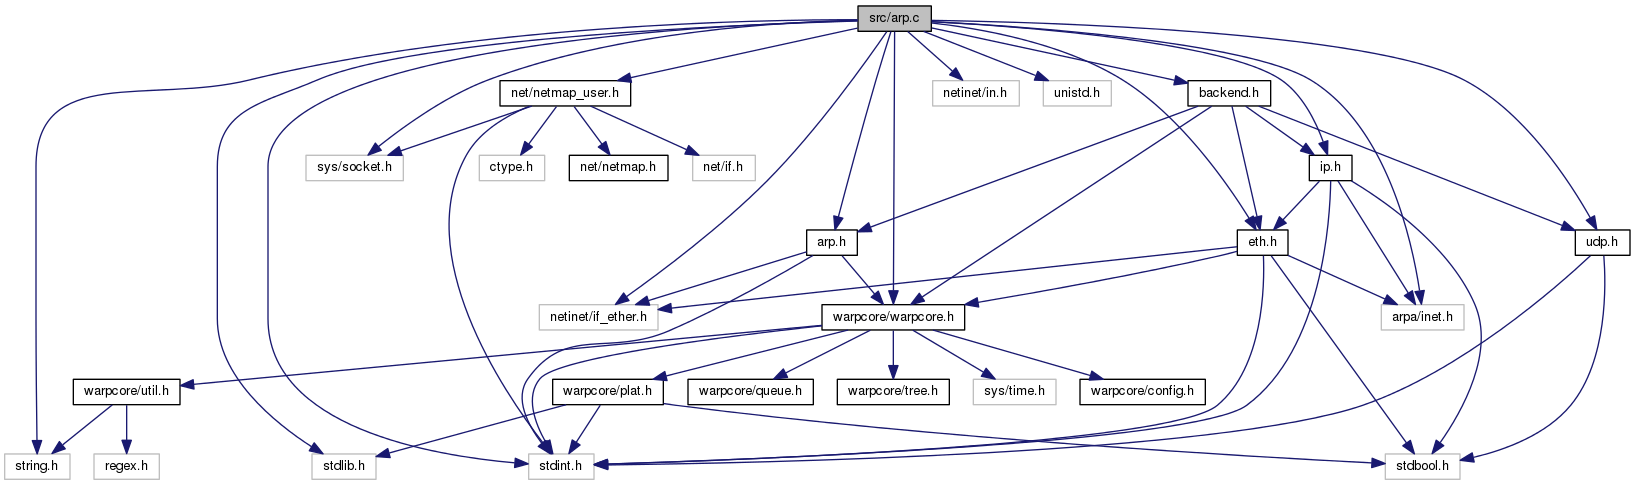 src/arp.c
net/netmap_user.h
netinet/in.h
unistd.h
backend.h
sys/socket.h
ctype.h
net/netmap.h
net/if.h
ip.h
arp.h
eth.h
udp.h
netinet/if_ether.h
warpcore/warpcore.h
arpa/inet.h
warpcore/util.h
warpcore/plat.h
warpcore/queue.h
warpcore/tree.h
sys/time.h
warpcore/config.h
string.h
regex.h
stdlib.h
stdint.h
stdbool.h